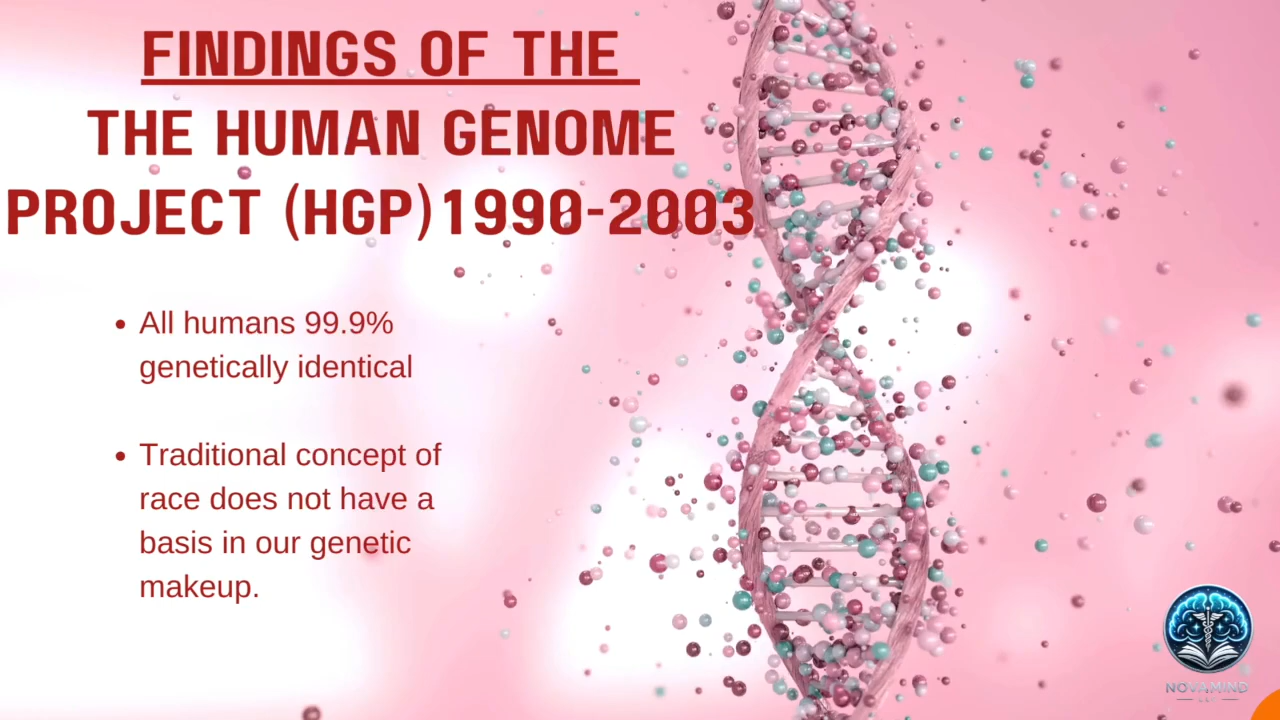 FINDINGS OF THE
THE HUMAN GENOME
PROJECT (HGP)1990-2003
• All humans 99.9%
genetically identical
• Traditional concept of
race does not have a
basis in our genetic
makeup.
NOVAMIND